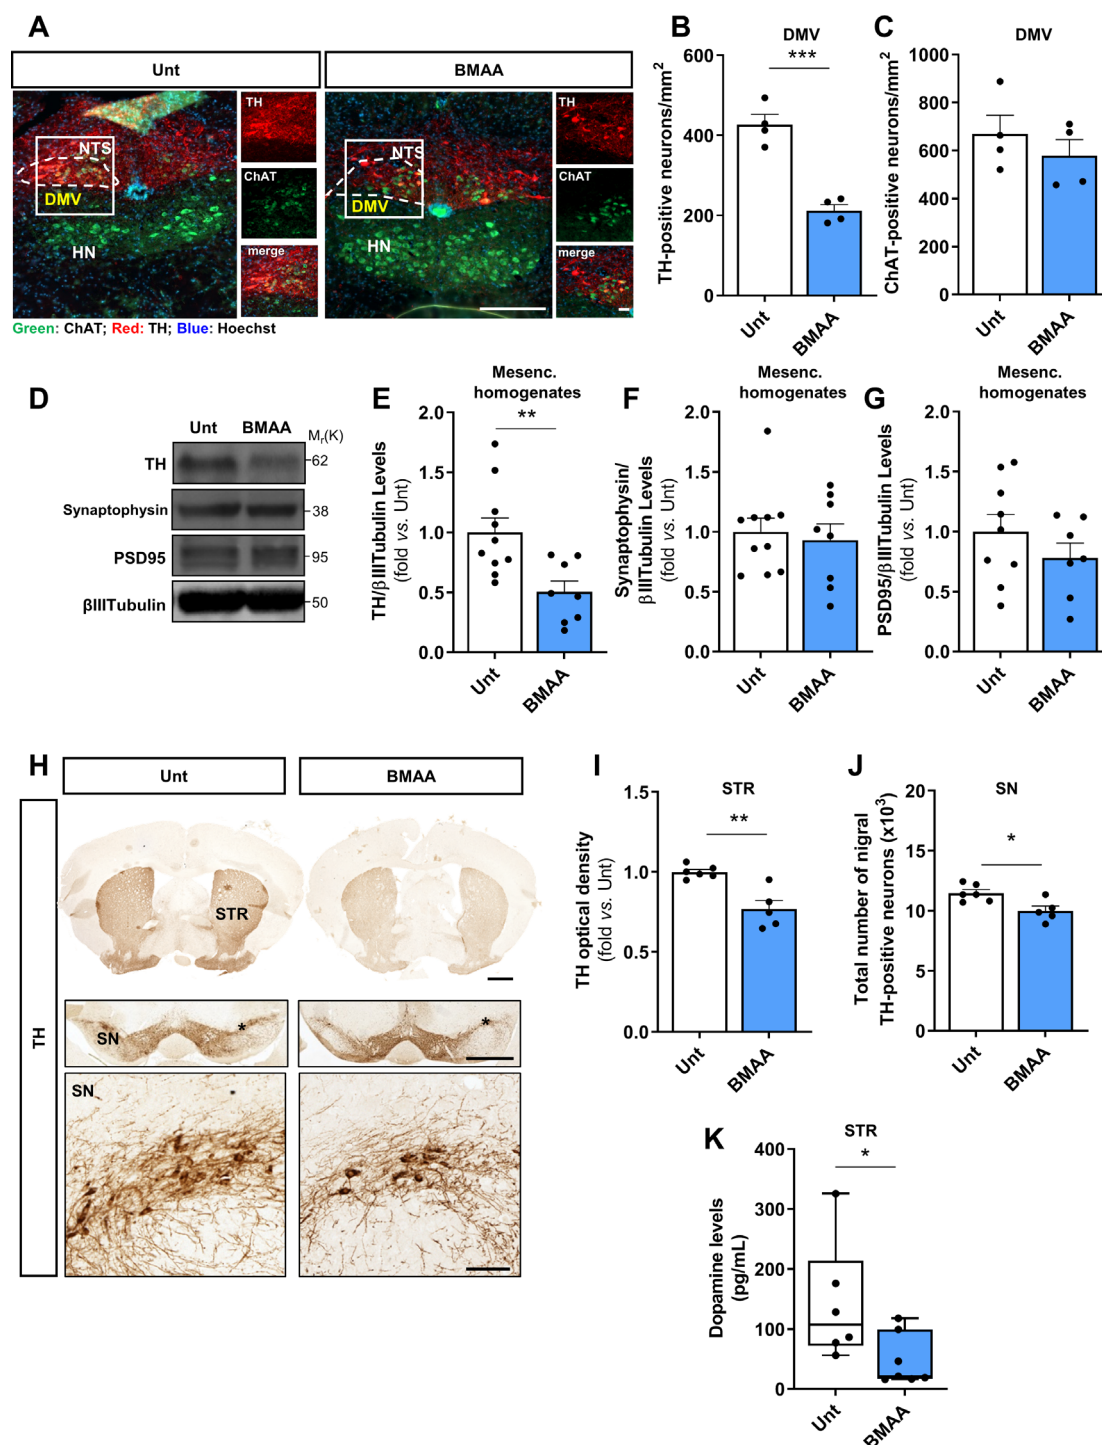 A
Unt
BMAA
NTS
DMV
HN
TH
ChAT
merge
NTS
DMV
HN
TH
ChAT
merge
Green: ChAT; Red: TH; Blue: Hoechst
B
DMV
***
TH-positive neurons/mm²
600
400
200
0
Unt
BMAA
C
DMV
ChAT-positive neurons/mm²
1000
800
600
400
200
0
Unt
BMAA
D
Unt
BMAA
Mr(K)
TH
62
Synaptophysin
38
PSD95
95
βIIITubulin
50
E
Mesenc.
homogenates
**
TH/βIIITubulin Levels
(fold vs. Unt)
2.0
1.5
1.0
0.5
0.0
Unt
BMAA
F
Mesenc.
homogenates
Synaptophysin/
βIIITubulin Levels
(fold vs. Unt)
2.0
1.5
1.0
0.5
0.0
Unt
BMAA
G
Mesenc.
homogenates
PSD95/βIIITubulin Levels
(fold vs. Unt)
2.0
1.5
1.0
0.5
0.0
Unt
BMAA
H
Unt
BMAA
TH
STR
SN
*
*
SN
I
STR
**
TH optical density
(fold vs. Unt)
1.5
1.0
0.5
0.0
Unt
BMAA
J
SN
*
Total number of nigral
TH-positive neurons (x10³)
20
15
10
5
0
Unt
BMAA
K
STR
*
Dopamine levels
(pg/mL)
400
300
200
100
0
Unt
BMAA